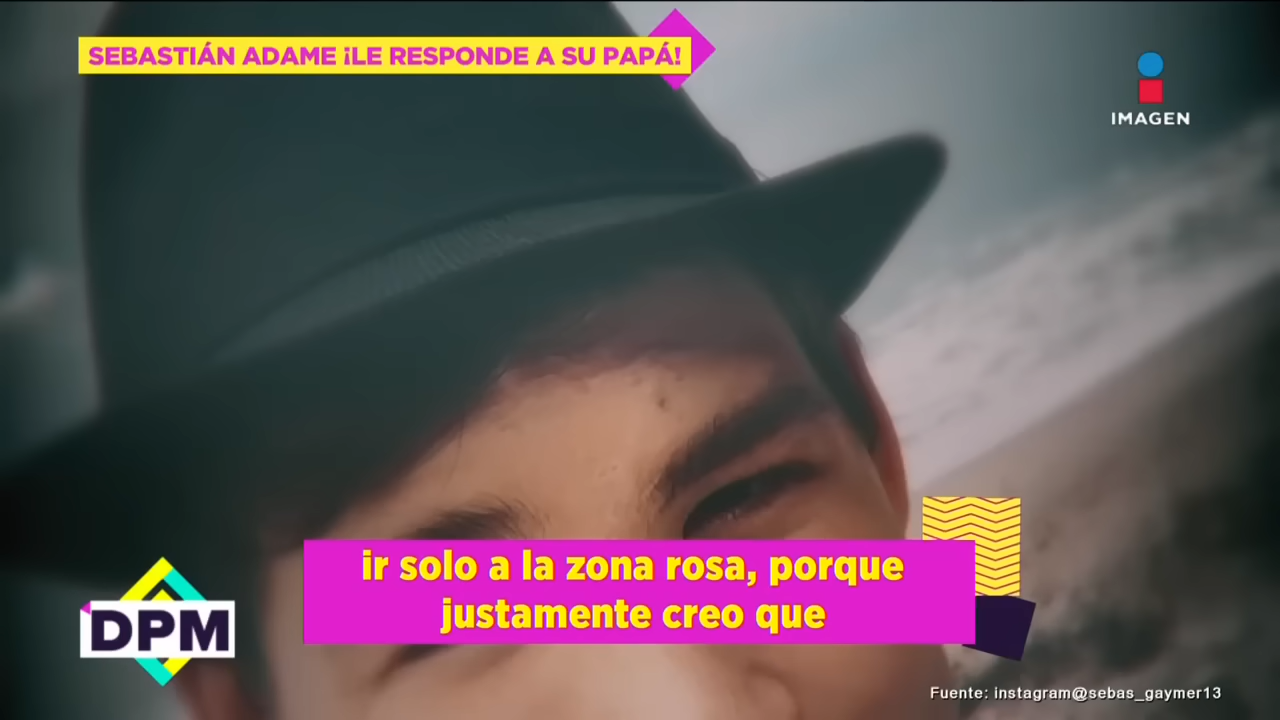 SEBASTIÁN ADAME ¡LE RESPONDE A SU PAPÁ!
IMAGEN
ir solo a la zona rosa, porque
justamente creo que
DPM
Fuente: instagram@sebas_gaymer13